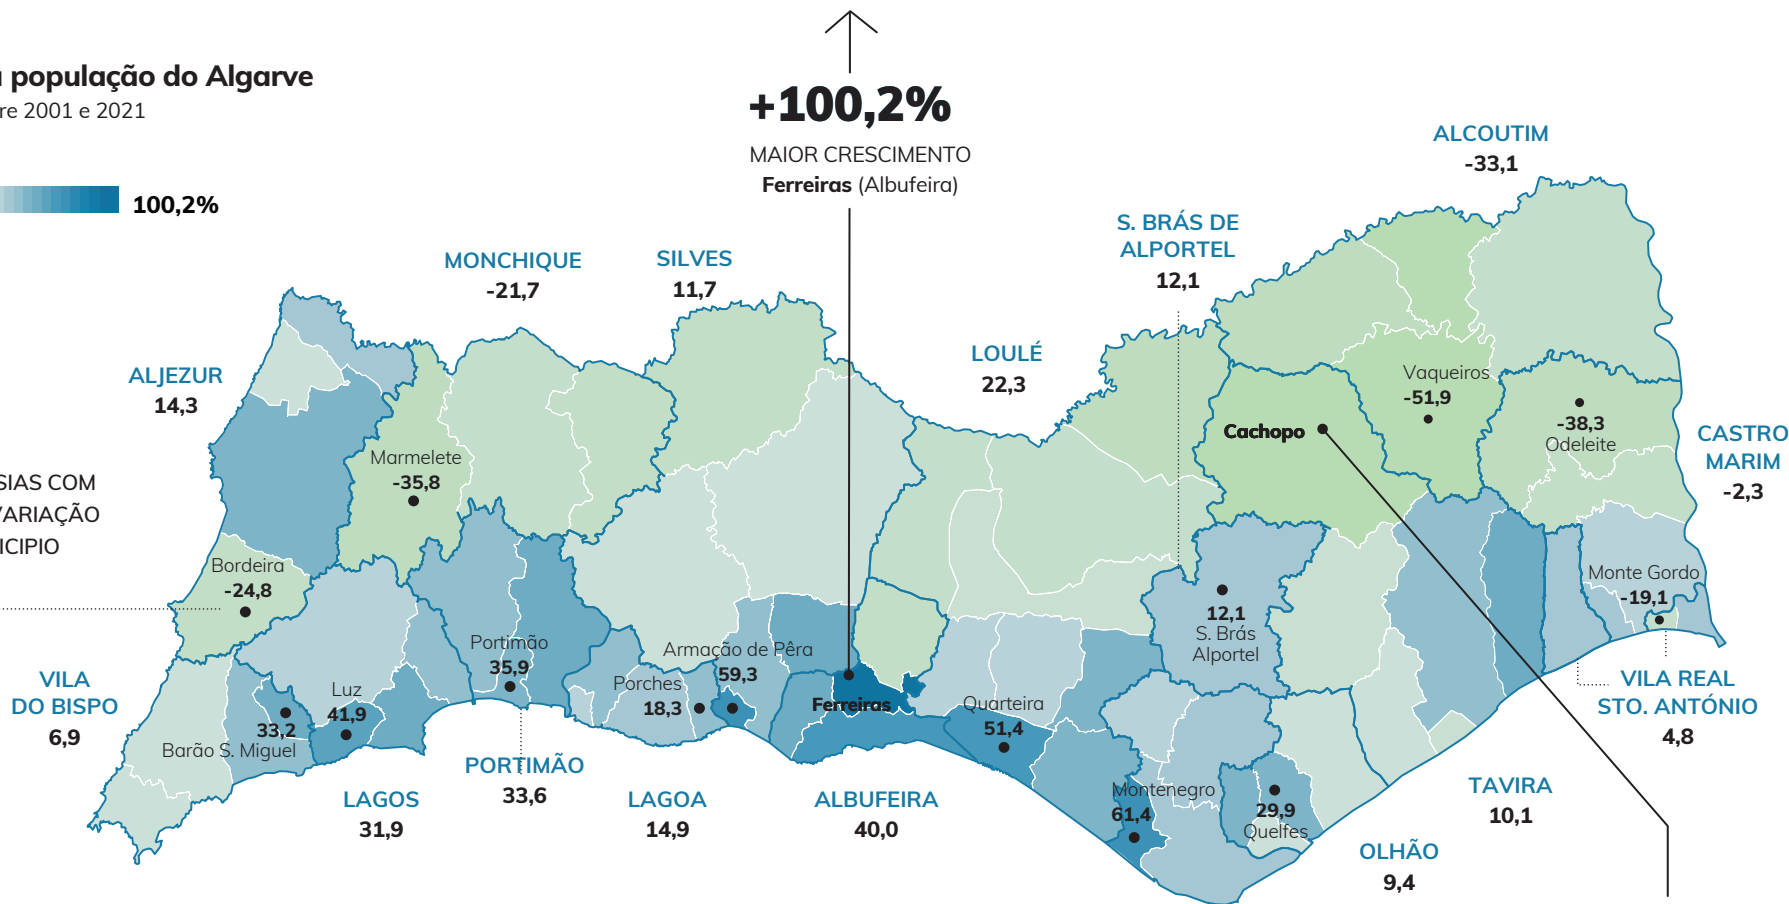 população do Algarve
e 2001 e 2021
100,2%
+100,2%
MAIOR CRESCIMENTO
Ferreiras (Albufeira)
ALCOUTIM
-33,1
S. BRÁS DE
ALPORTEL
12,1
MONCHIQUE
-21,7
SILVES
11,7
LOULÉ
22,3
ALJEZUR
14,3
Vaqueiros
-51,9
-38,3
Odeleite
Cachopo
CASTRO
MARIM
-2,3
Marmelete
-35,8
COM
Bordeira
-24,8
Monte Gordo
-19,1
12,1
S. Brás
Alportel
Portimão
35,9
Armação de Pêra
59,3
Porches
18,3
Luz
41,9
33,2
Barão S. Miguel
Ferreiras
Quarteira
51,4
VILA
DO BISPO
6,9
VILA REAL
STO. ANTÓNIO
4,8
PORTIMÃO
33,6
LAGOS
31,9
LAGOA
14,9
ALBUFEIRA
40,0
Montenegro
61,4
29,9
Quelfes
TAVIRA
10,1
OLHÃO
9,4